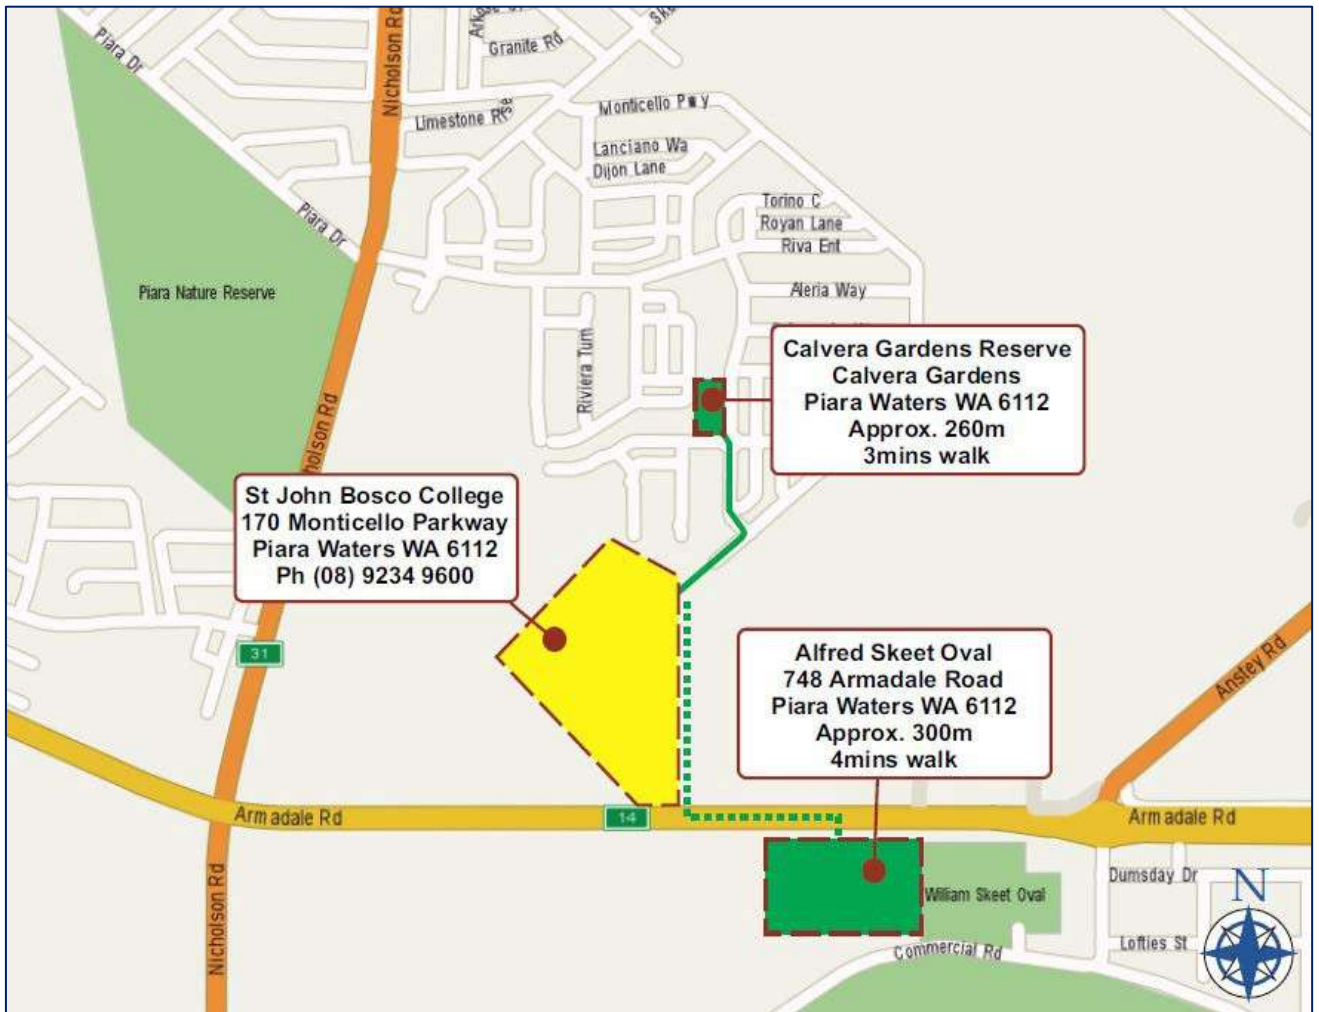 Piara Dr
Nicholson Rd
Granite Rd
Limestone
Monticello
Lanciano Wa
Dijon Lane
Torino C
Royan Lane
Riva Ent
Piara Dr
Piara Nature Reserve
Aleria Way
Riviera Turn
Calvera Gardens Reserve
Calvera Gardens
Piara Waters WA 6112
Approx. 260m
3mins walk
holson Rd
St John Bosco College
170 Monticello Parkway
Piara Waters WA 6112
Ph (08) 9234 9600
31
Alfred Skeet Oval
748 Armadale Road
Piara Waters WA 6112
Approx. 300m
4mins walk
Anstey Rd
Armadale Rd
14
Armadale Rd
Nicholson Rd
William Skeet Oval
Dumsday Dr
N
Commercial Rd
Lofties St